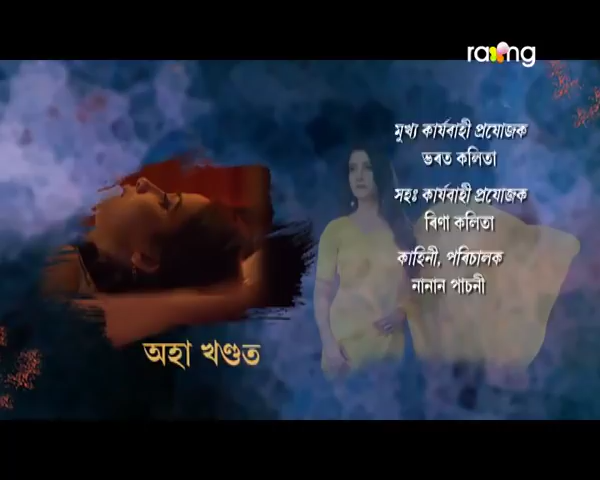 rang
মুখ্য কাৰ্যবাহী প্ৰযোজক
ভৰত কলিতা
সহঃ কাৰ্যবাহী প্ৰযোজক
ৰিণা কলিতা
কাহিনী, পৰিচালক
নানান পাচনী
অহা খণ্ডত